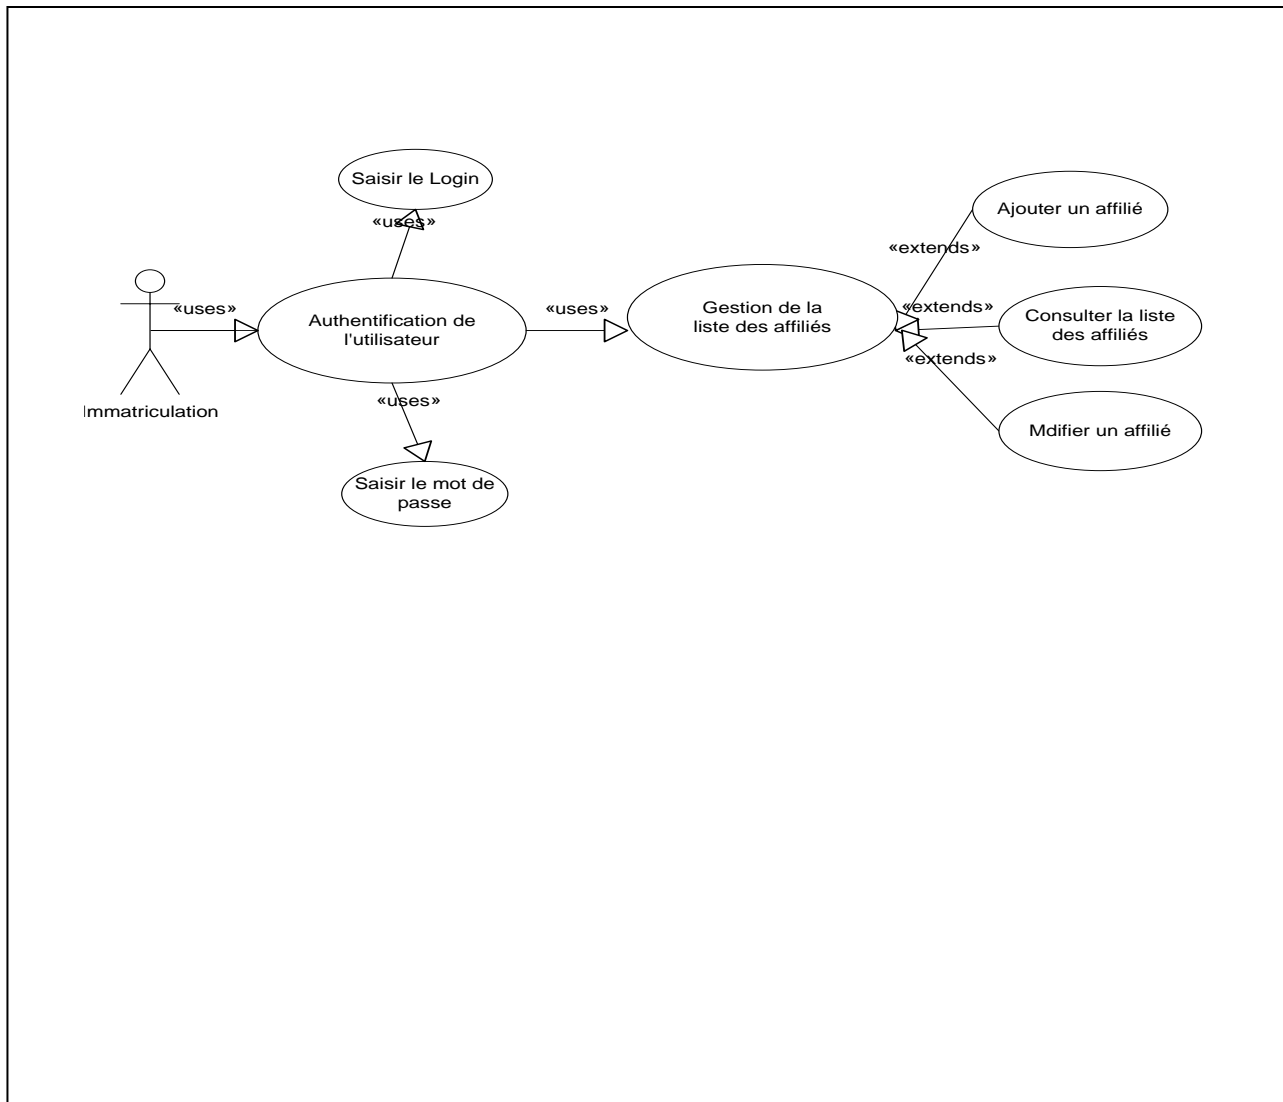 Saisir le Login
«uses»
«uses»
Authentification de
l'utilisateur
«uses»
Saisir le mot de
passe
Immatriculation
«uses»
Gestion de la
liste des affiliés
«extends»
Ajouter un affilié
«extends»
Consulter la liste
des affiliés
«extends»
Mdifier un affilié